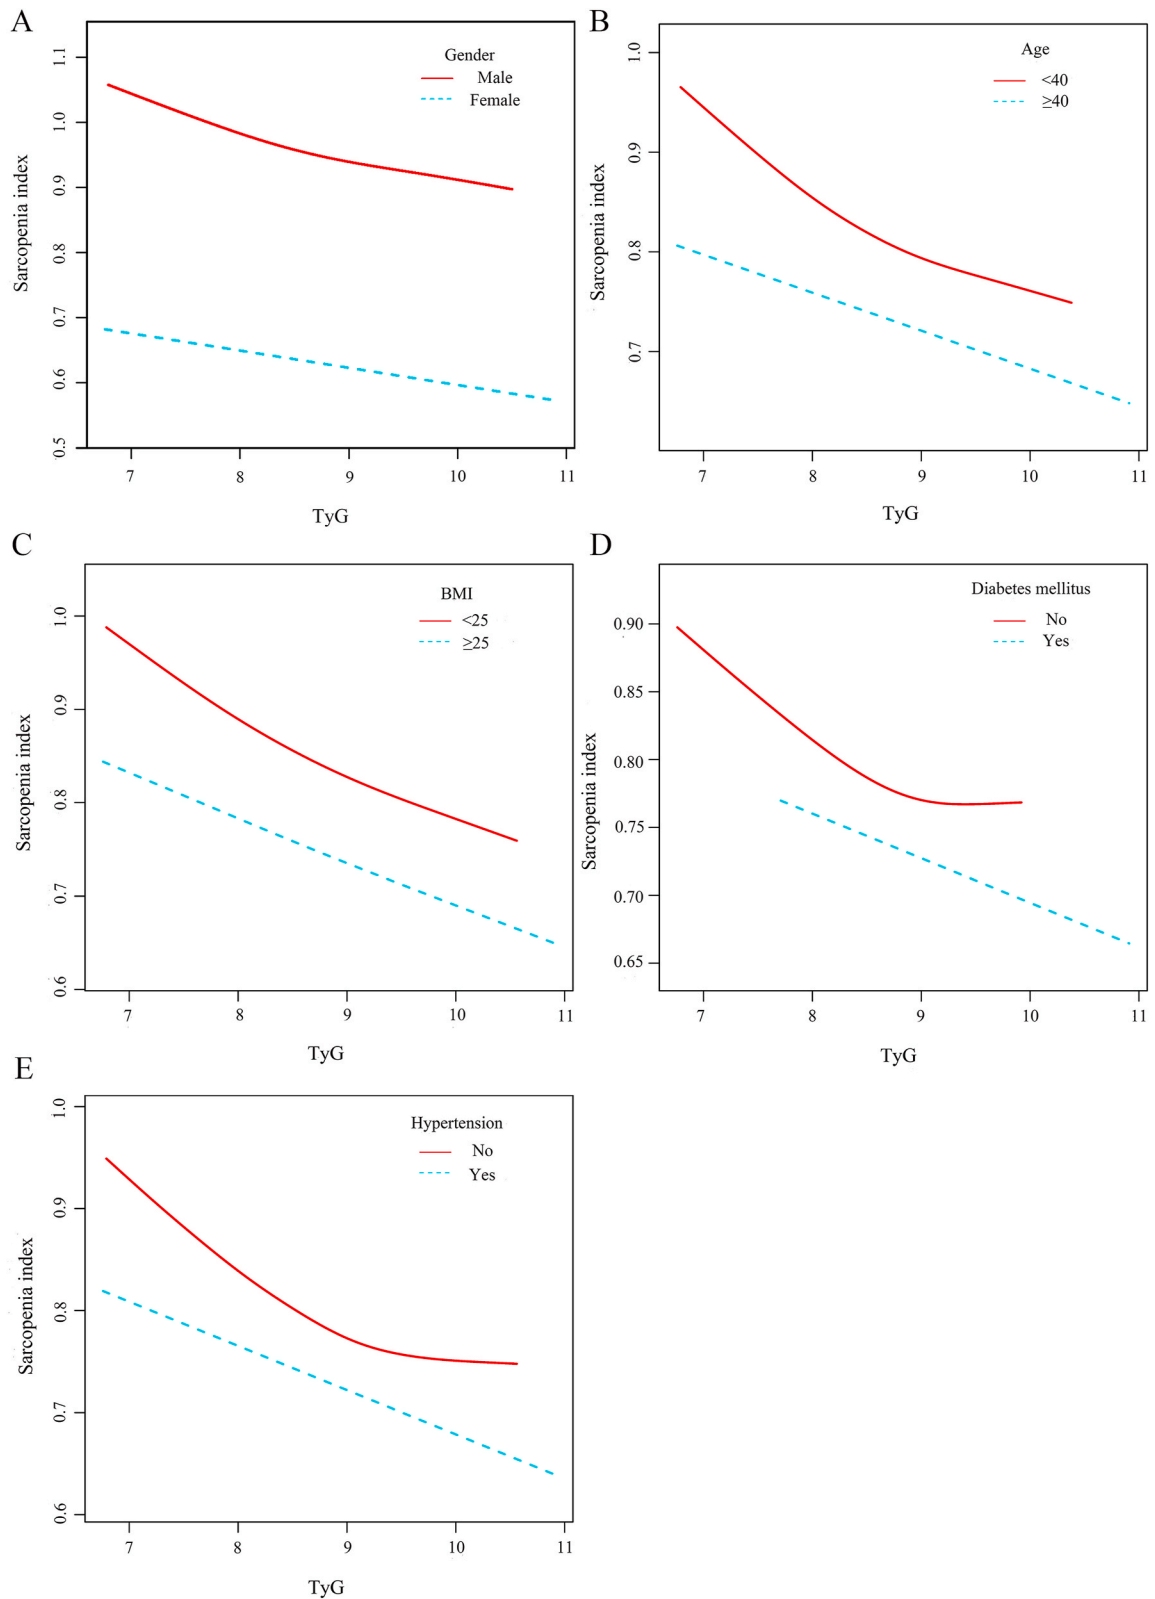 A
Gender
Male
Female
Sarcopenia index
1.1
1.0
0.9
0.8
0.7
0.6
0.5
7 8 9 10 11
TyG
B
Age
<40
≥40
Sarcopenia index
1.0
0.9
0.8
0.7
7 8 9 10 11
TyG
C
BMI
<25
≥25
Sarcopenia index
1.0
0.9
0.8
0.7
0.6
7 8 9 10 11
TyG
D
Diabetes mellitus
No
Yes
Sarcopenia index
0.90
0.85
0.80
0.75
0.70
0.65
7 8 9 10 11
TyG
E
Hypertension
No
Yes
Sarcopenia index
1.0
0.9
0.8
0.7
0.6
7 8 9 10 11
TyG